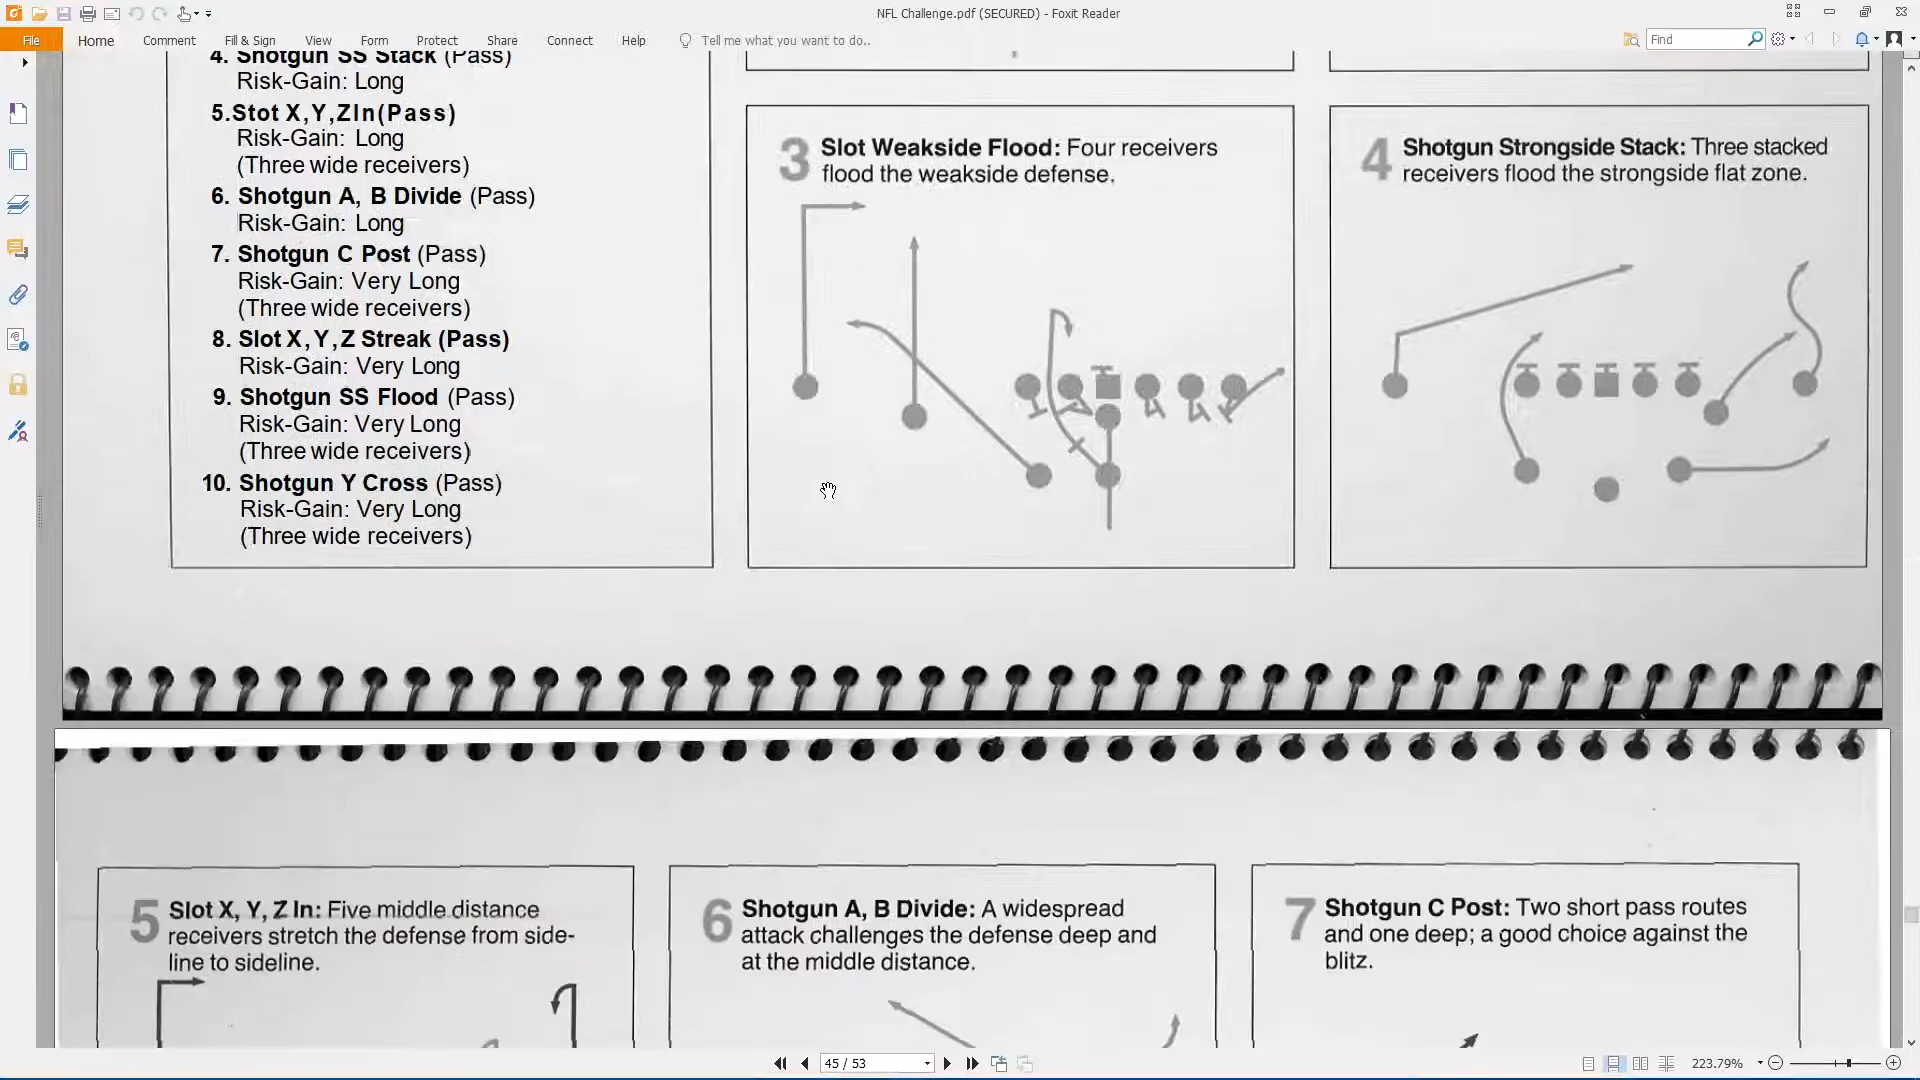 NFL Challenge.pdf (SECURED) - Foxit Reader
File Home Comment Fill & Sign View Form Protect Share Connect Help Tell me what you want to do.. Find
4. Shotgun SS Stack (Pass)
Risk-Gain: Long
5.Stot X,Y,ZIn(Pass)
Risk-Gain: Long
(Three wide receivers)
6. Shotgun A, B Divide (Pass)
Risk-Gain: Long
7. Shotgun C Post (Pass)
Risk-Gain: Very Long
(Three wide receivers)
8. Slot X,Y,Z Streak (Pass)
Risk-Gain: Very Long
9. Shotgun SS Flood (Pass)
Risk-Gain: Very Long
(Three wide receivers)
10. Shotgun Y Cross (Pass)
Risk-Gain: Very Long
(Three wide receivers)
3 Slot Weakside Flood: Four receivers
flood the weakside defense.
4 Shotgun Strongside Stack: Three stacked
receivers flood the strongside flat zone.
5 Slot X, Y, Z In: Five middle distance
receivers stretch the defense from side-
line to sideline.
6 Shotgun A, B Divide: A widespread
attack challenges the defense deep and
at the middle distance.
7 Shotgun C Post: Two short pass routes
and one deep; a good choice against the
blitz.
45 / 53
223.79%